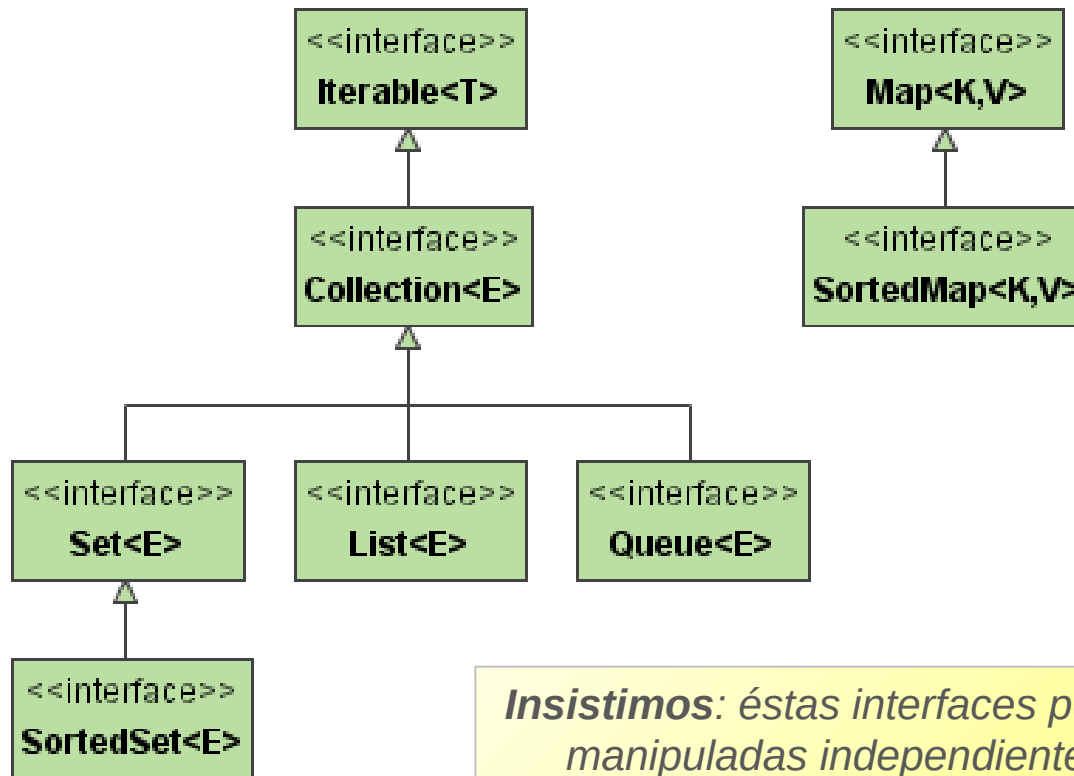 <<interface>>
Iterable<T>
<<interface>>
Map<K,V>
<<interface>>
Collection<E>
<<interface>>
SortedMap<K,V>
<<interface>>
Set<E>
<<interface>>
List<E>
<<interface>>
Queue<E>
<<interface>>
SortedSet<E>
Insistimos: éstas interfaces
manipuladas